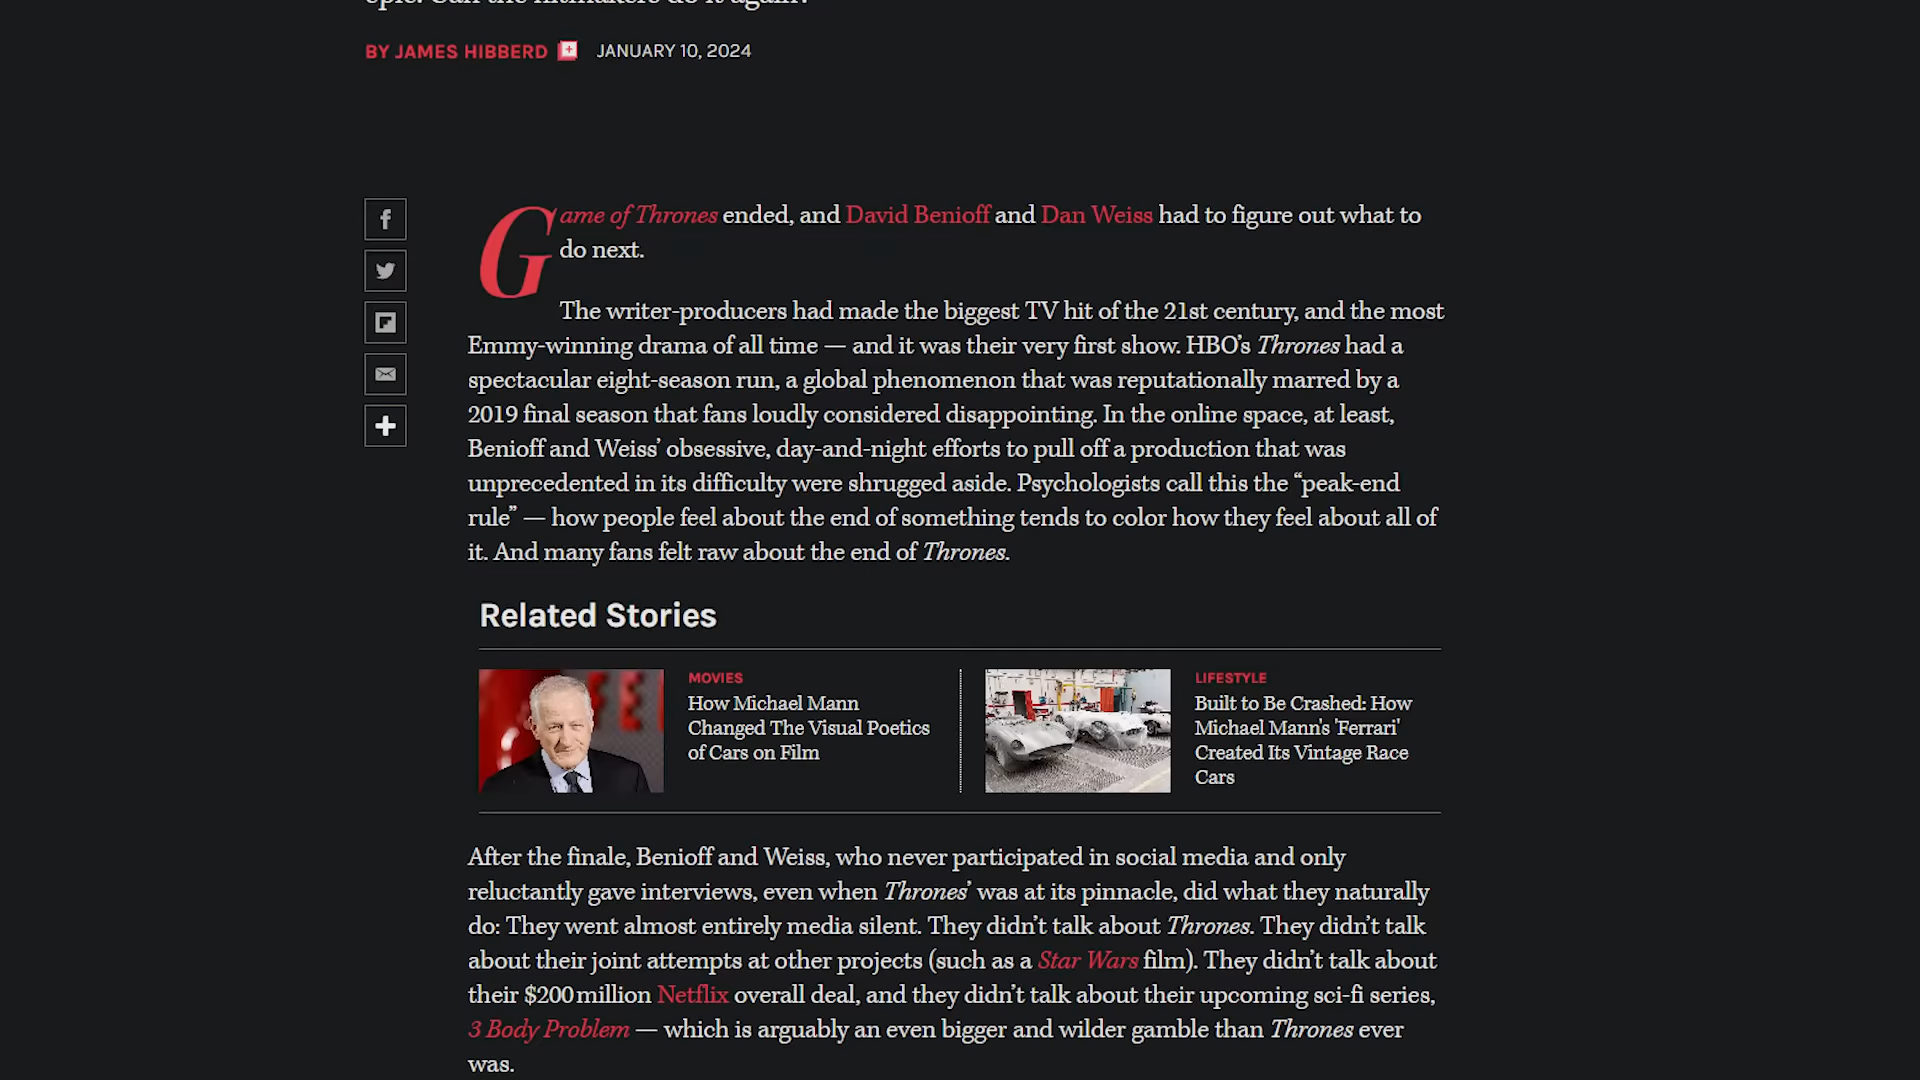 epic. Can the hitmakers do it again?
BY JAMES HIBBERD
JANUARY 10, 2024
Game of Thrones ended, and David Benioff and Dan Weiss had to figure out what to
do next.
The writer-producers had made the biggest TV hit of the 21st century, and the most
Emmy-winning drama of all time — and it was their very first show. HBO’s Thrones had a
spectacular eight-season run, a global phenomenon that was reputationally marred by a
2019 final season that fans loudly considered disappointing. In the online space, at least,
Benioff and Weiss’ obsessive, day-and-night efforts to pull off a production that was
unprecedented in its difficulty were shrugged aside. Psychologists call this the “peak-end
rule” — how people feel about the end of something tends to color how they feel about all of
it. And many fans felt raw about the end of Thrones.
Related Stories
MOVIES
How Michael Mann
Changed The Visual Poetics
of Cars on Film
LIFESTYLE
Built to Be Crashed: How
Michael Mann's 'Ferrari'
Created Its Vintage Race
Cars
After the finale, Benioff and Weiss, who never participated in social media and only
reluctantly gave interviews, even when Thrones’ was at its pinnacle, did what they naturally
do: They went almost entirely media silent. They didn’t talk about Thrones. They didn’t talk
about their joint attempts at other projects (such as a Star Wars film). They didn’t talk about
their $200 million Netflix overall deal, and they didn’t talk about their upcoming sci-fi series,
3 Body Problem — which is arguably an even bigger and wilder gamble than Thrones ever
was.